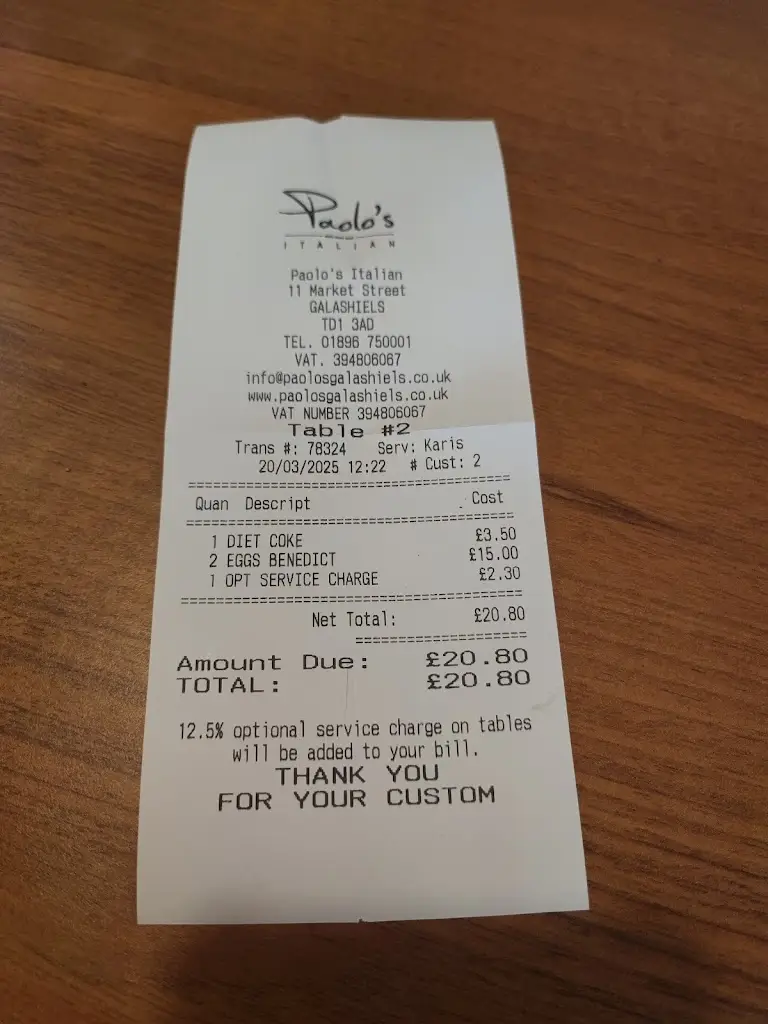 Paolo's
ITALIAN
Paolo's Italian
11 Market Street
GALASHIELS
TD1 3AD
TEL. 01896 750001
VAT. 394806067
info@paolosgalashiels.co.uk
www.paolosgalashiels.co.uk
VAT NUMBER 394806067
Table #2
Trans #: 78324 Serv: Karis
20/03/2025 12:22 # Cust: 2
Quan Descript Cost
1 DIET COKE £3.50
2 EGGS BENEDICT £15.00
1 OPT SERVICE CHARGE £2.30
Net Total: £20.80
Amount Due: £20.80
TOTAL: £20.80
12.5% optional service charge on tables
will be added to your bill.
THANK YOU
FOR YOUR CUSTOM